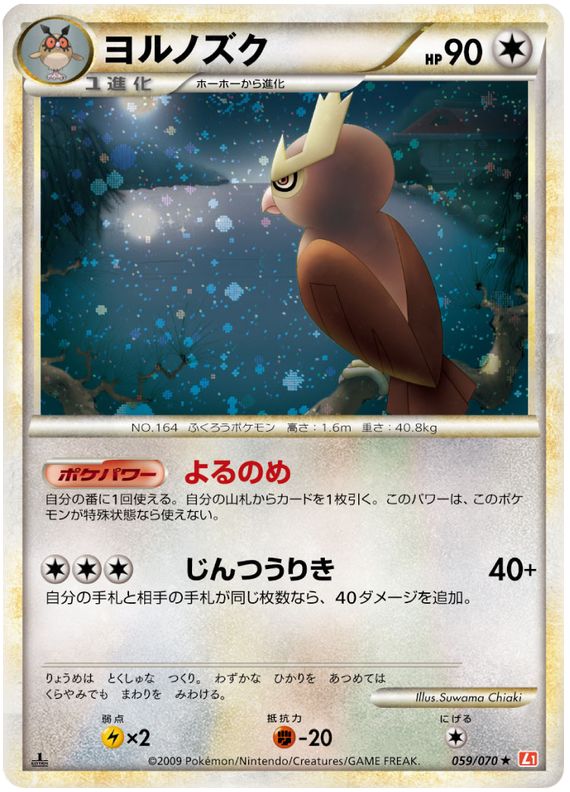 ヨルノズク
HP90
1進化
ホーホーから進化
NO.164 ふくろうポケモン 高さ:1.6m 重さ:40.8kg
ポケパワー よるのめ
自分の番に1回使える。自分の山札からカードを1枚引く。このパワーは、このポケ
モンが特殊状態なら使えない。
じんつうりき 40+
自分の手札と相手の手札が同じ枚数なら、40ダメージを追加。
りょうめは とくしゅな つくり。 わずかな ひかりを あつめては
くらやみでも まわりを みわける。
Illus.Suwama Chiaki
弱点 抵抗力 にげる
×2 -20
1 EDITION ©2009 Pokémon/Nintendo/Creatures/GAME FREAK. 059/070 ★ L1